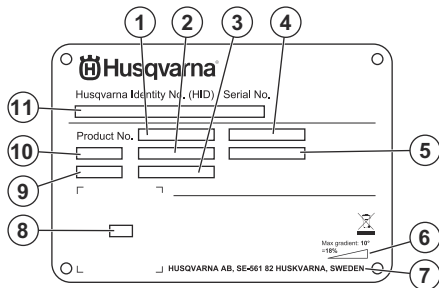 1 2 3 4
Husqvarna®
Husqvarna Identity No. (HID) Serial No.
11
Product No.
10
5
9
8
Max gradient: 10°
≈18%
6
HUSQVARNA AB, SE-561 82 HUSKVARNA, SWEDEN
7